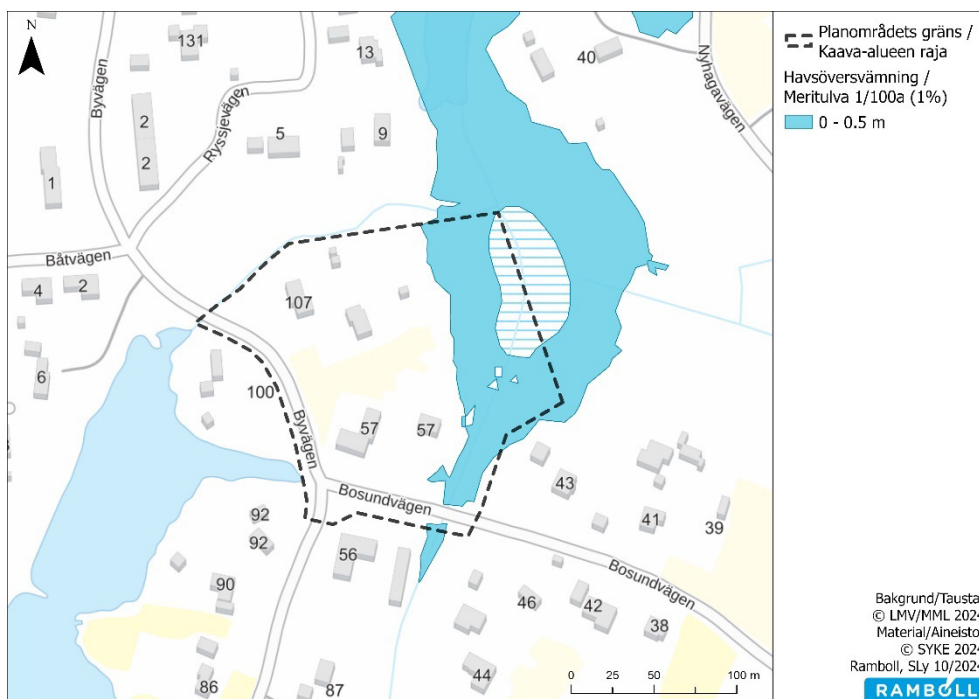 N
131
13
40
Byvägen
Ryssjevägen
Nyhagavägen
2
2
5
9
1
Båtvägen
4
2
107
6
100
Byvägen
57
57
Bosundvägen
43
41
39
92
92
56
90
46
42
38
Bosundvägen
86
87
44
0 25 50 100 m
Planområdets gräns /
Kaava-alueen raja
Havsöversvämning /
Meritulva 1/100a (1%)
0 - 0.5 m
Bakgrund/Tausta
© LMV/MML 2024
Material/Aineisto
© SYKE 2024
Ramboll, SLy 10/202
RAMBOLL